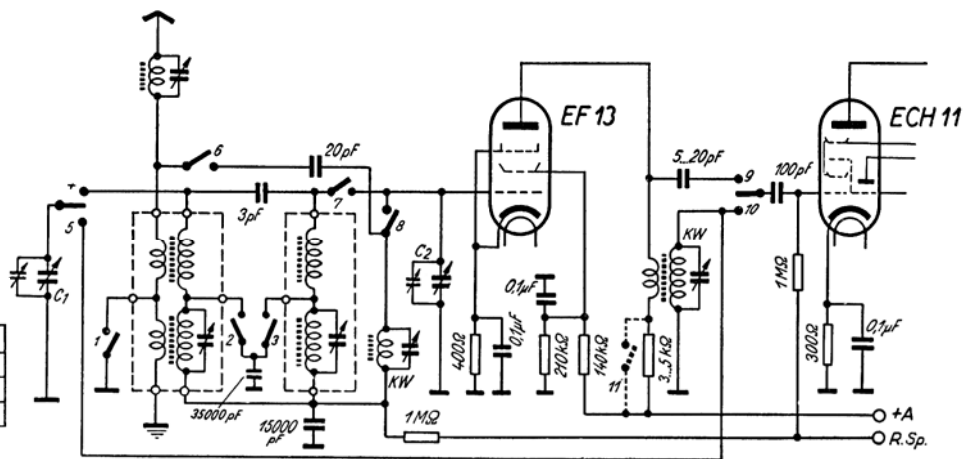 EF 13
ECH 11
6
20pF
5...20pF
9
100pF
+
3pF
7
10
5
8
KW
C1
C2
1MΩ
1
2
3
0,1µF
400Ω
0,1µF
210kΩ
140kΩ
11
3...5 kΩ
300Ω
0,1µF
35000pF
KW
15000
pF
1MΩ
+A
R.Sp.